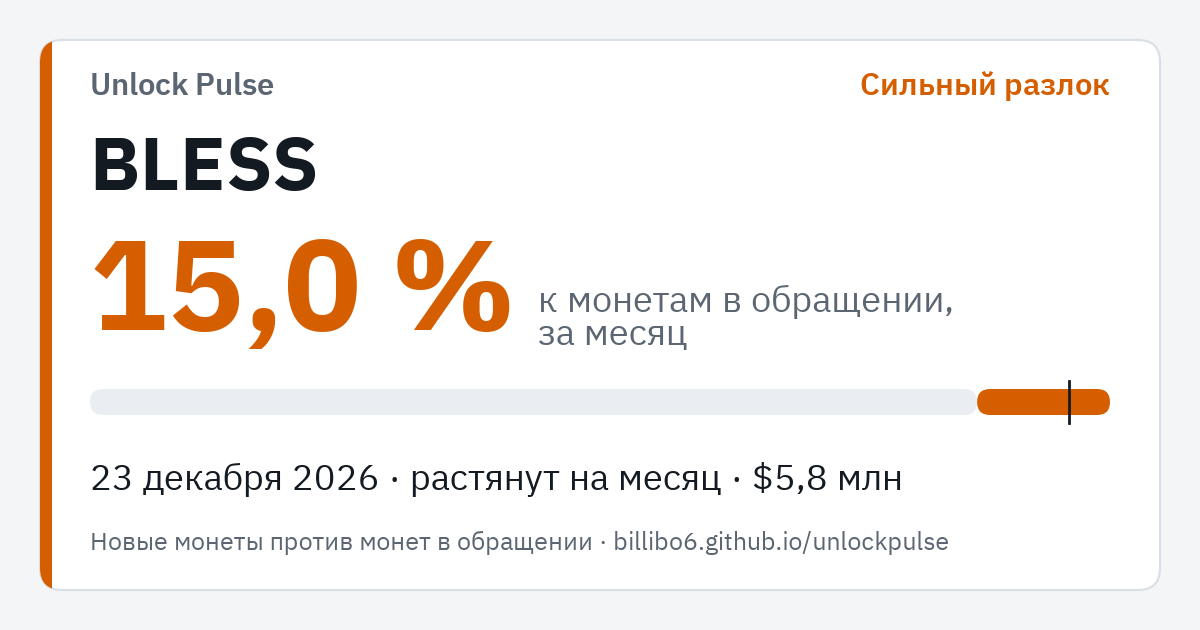 Unlock Pulse
Сильный разлок
BLESS
15,0 %
к монетам в обращении,
за месяц
23 декабря 2026 · растянут на месяц · $5,8 млн
Новые монеты против монет в обращении · billibo6.github.io/unlockpulse